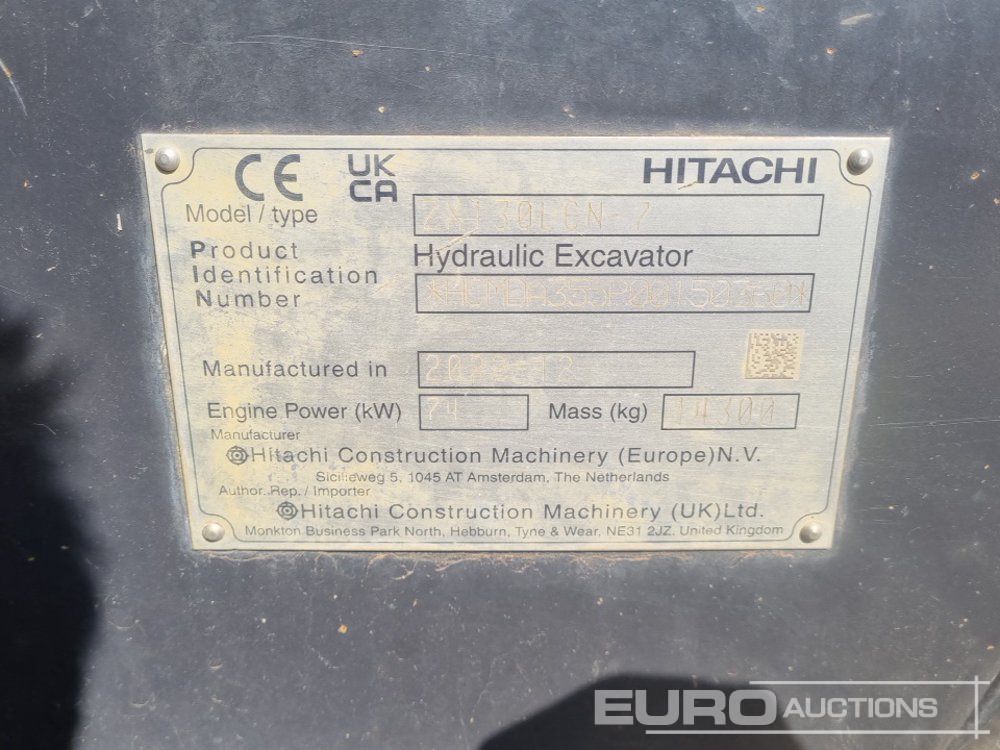 CE UK CA HITACHI
Model / type
Product Hydraulic Excavator
Identification
Number
Manufactured in
Engine Power (kW) 74 Mass (kg) 14300
Manufacturer
Hitachi Construction Machinery (Europe)N.V.
Sicilieweg 5, 1045 AT Amsterdam, The Netherlands
Author. Rep. / Importer
Hitachi Construction Machinery (UK)Ltd.
Monkton Business Park North, Hebburn, Tyne & Wear, NE31 2JZ. United Kingdom
EURO AUCTIONS